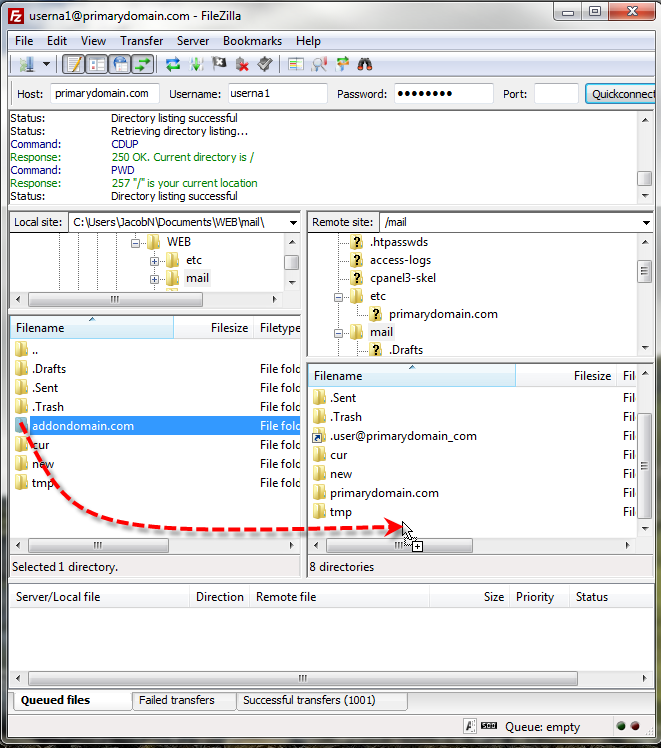 userna1@primarydomain.com - FileZilla
File Edit View Transfer Server Bookmarks Help
Host: primarydomain.com Username: userna1 Password: ●●●●●●●● Port: Quickconnect
Status: Directory listing successful
Status: Retrieving directory listing...
Command: CDUP
Response: 250 OK. Current directory is /
Command: PWD
Response: 257 "/" is your current location
Status: Directory listing successful
Local site: C:\Users\JacobN\Documents\WEB\mail\
WEB
etc
mail
Filename Filesize Filetype
..
.Drafts File fold
.Sent File fold
.Trash File fold
addondomain.com File fold
cur File fold
new File fold
tmp File fold
Selected 1 directory.
Remote site: /mail
.htpasswds
access-logs
cpanel3-skel
etc
primarydomain.com
mail
.Drafts
Filename Filesize Fil
.Sent Fil
.Trash Fil
.user@primarydomain_com Fil
cur Fil
new Fil
primarydomain.com Fil
tmp Fil
8 directories
Server/Local file Direction Remote file Size Priority Status
Queued files Failed transfers Successful transfers (1001)
Queue: empty